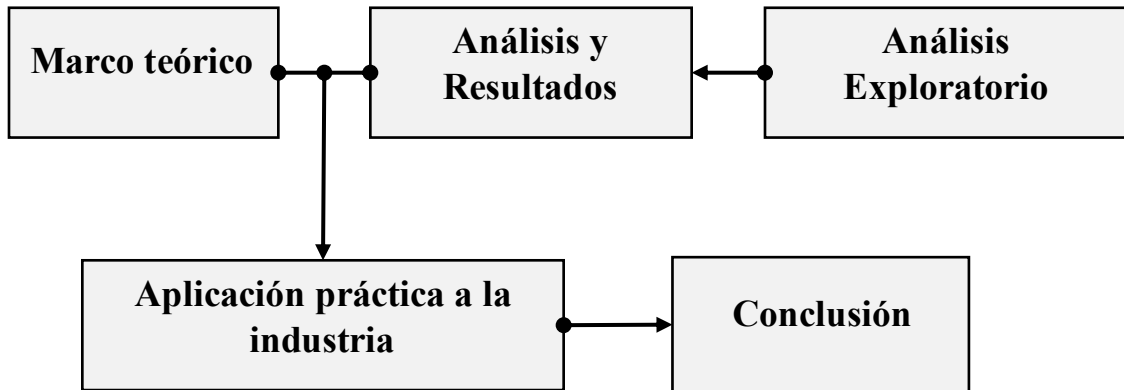 Marco teórico
Análisis y
Resultados
Análisis
Exploratorio
Aplicación práctica a la
industria
Conclusión